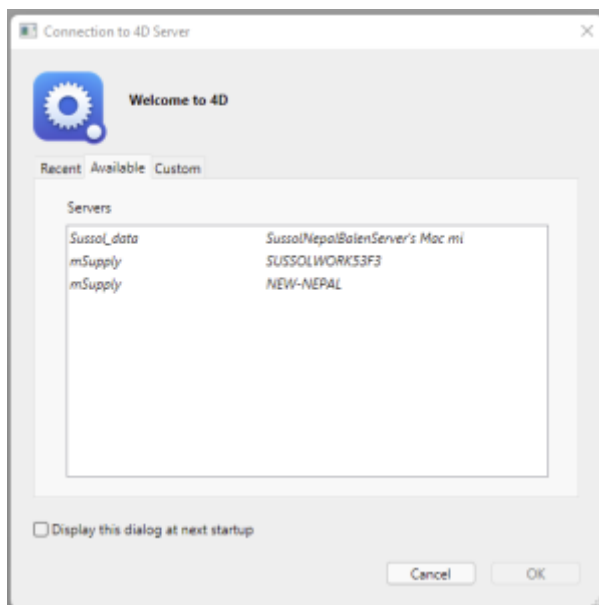 Connection to 4D Server
Welcome to 4D
Recent Available Custom
Servers
Sussol_data SussolNepalBalenServer's Mac mi
mSupply SUSSOLWORK53F3
mSupply NEW-NEPAL
Display this dialog at next startup
Cancel OK